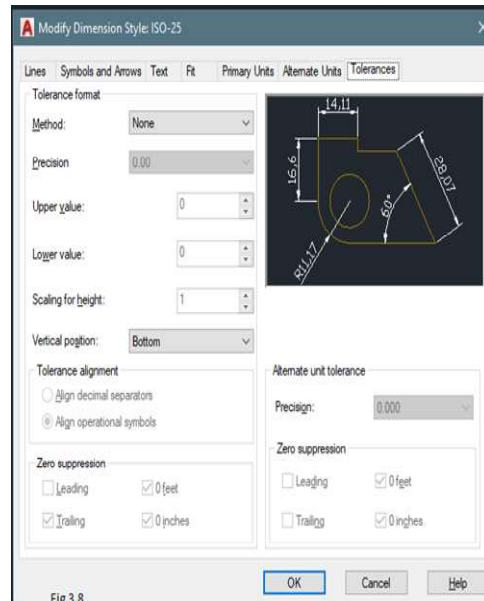 A Modify Dimension Style: ISO-25
Lines Symbols and Arrows Text Fit Primary Units Alternate Units Tolerances
Tolerance format
Method: None
Precision 0.00
Upper value: 0
Lower value: 0
Scaling for height: 1
Vertical position: Bottom
Tolerance alignment
Align decimal separators
Align operational symbols
Zero suppression
Leading 0 feet
Trailing 0 inches
14,11
16,6
28,07
60°
R11,17
Alternate unit tolerance
Precision: 0.000
Zero suppression
Leading 0 feet
Trailing 0 inches
OK Cancel Help
Fig 3.8